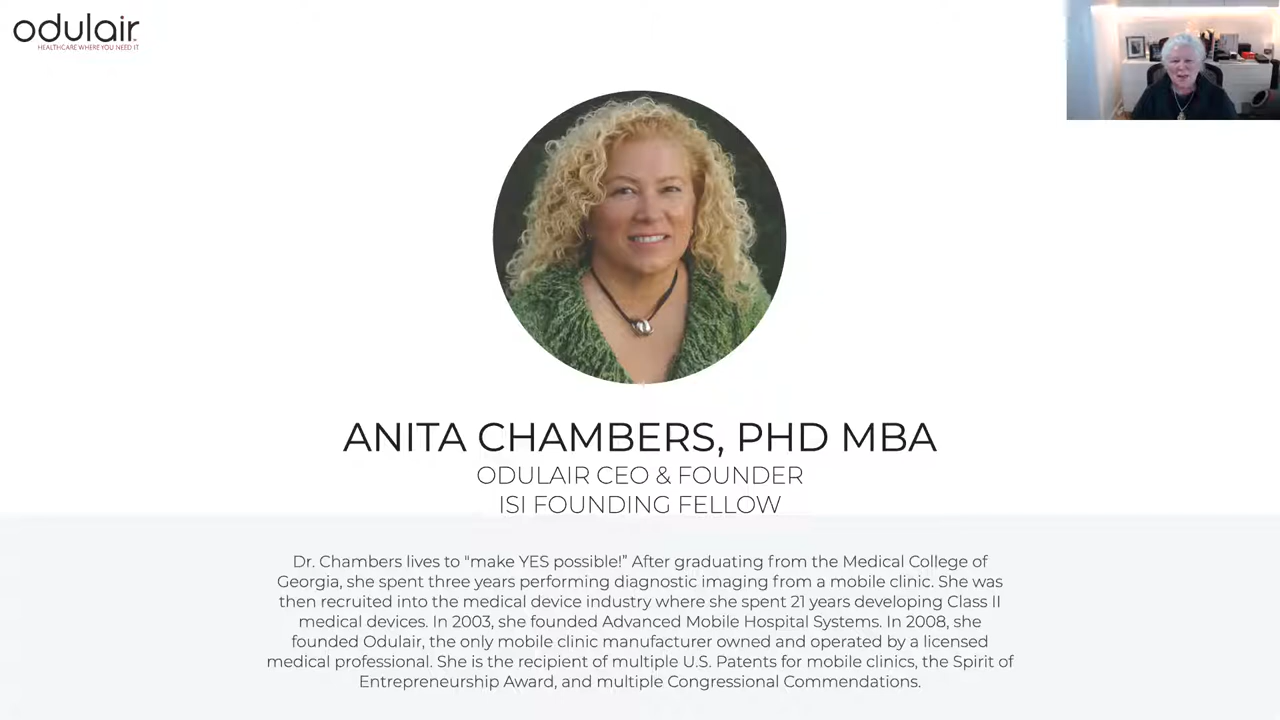 odulair
HEALTHCARE WHERE YOU NEED IT
ANITA CHAMBERS, PHD MBA
ODULAIR CEO & FOUNDER
ISI FOUNDING FELLOW
Dr. Chambers lives to "make YES possible!” After graduating from the Medical College of
Georgia, she spent three years performing diagnostic imaging from a mobile clinic. She was
then recruited into the medical device industry where she spent 21 years developing Class II
medical devices. In 2003, she founded Advanced Mobile Hospital Systems. In 2008, she
founded Odulair, the only mobile clinic manufacturer owned and operated by a licensed
medical professional. She is the recipient of multiple U.S. Patents for mobile clinics, the Spirit of
Entrepreneurship Award, and multiple Congressional Commendations.